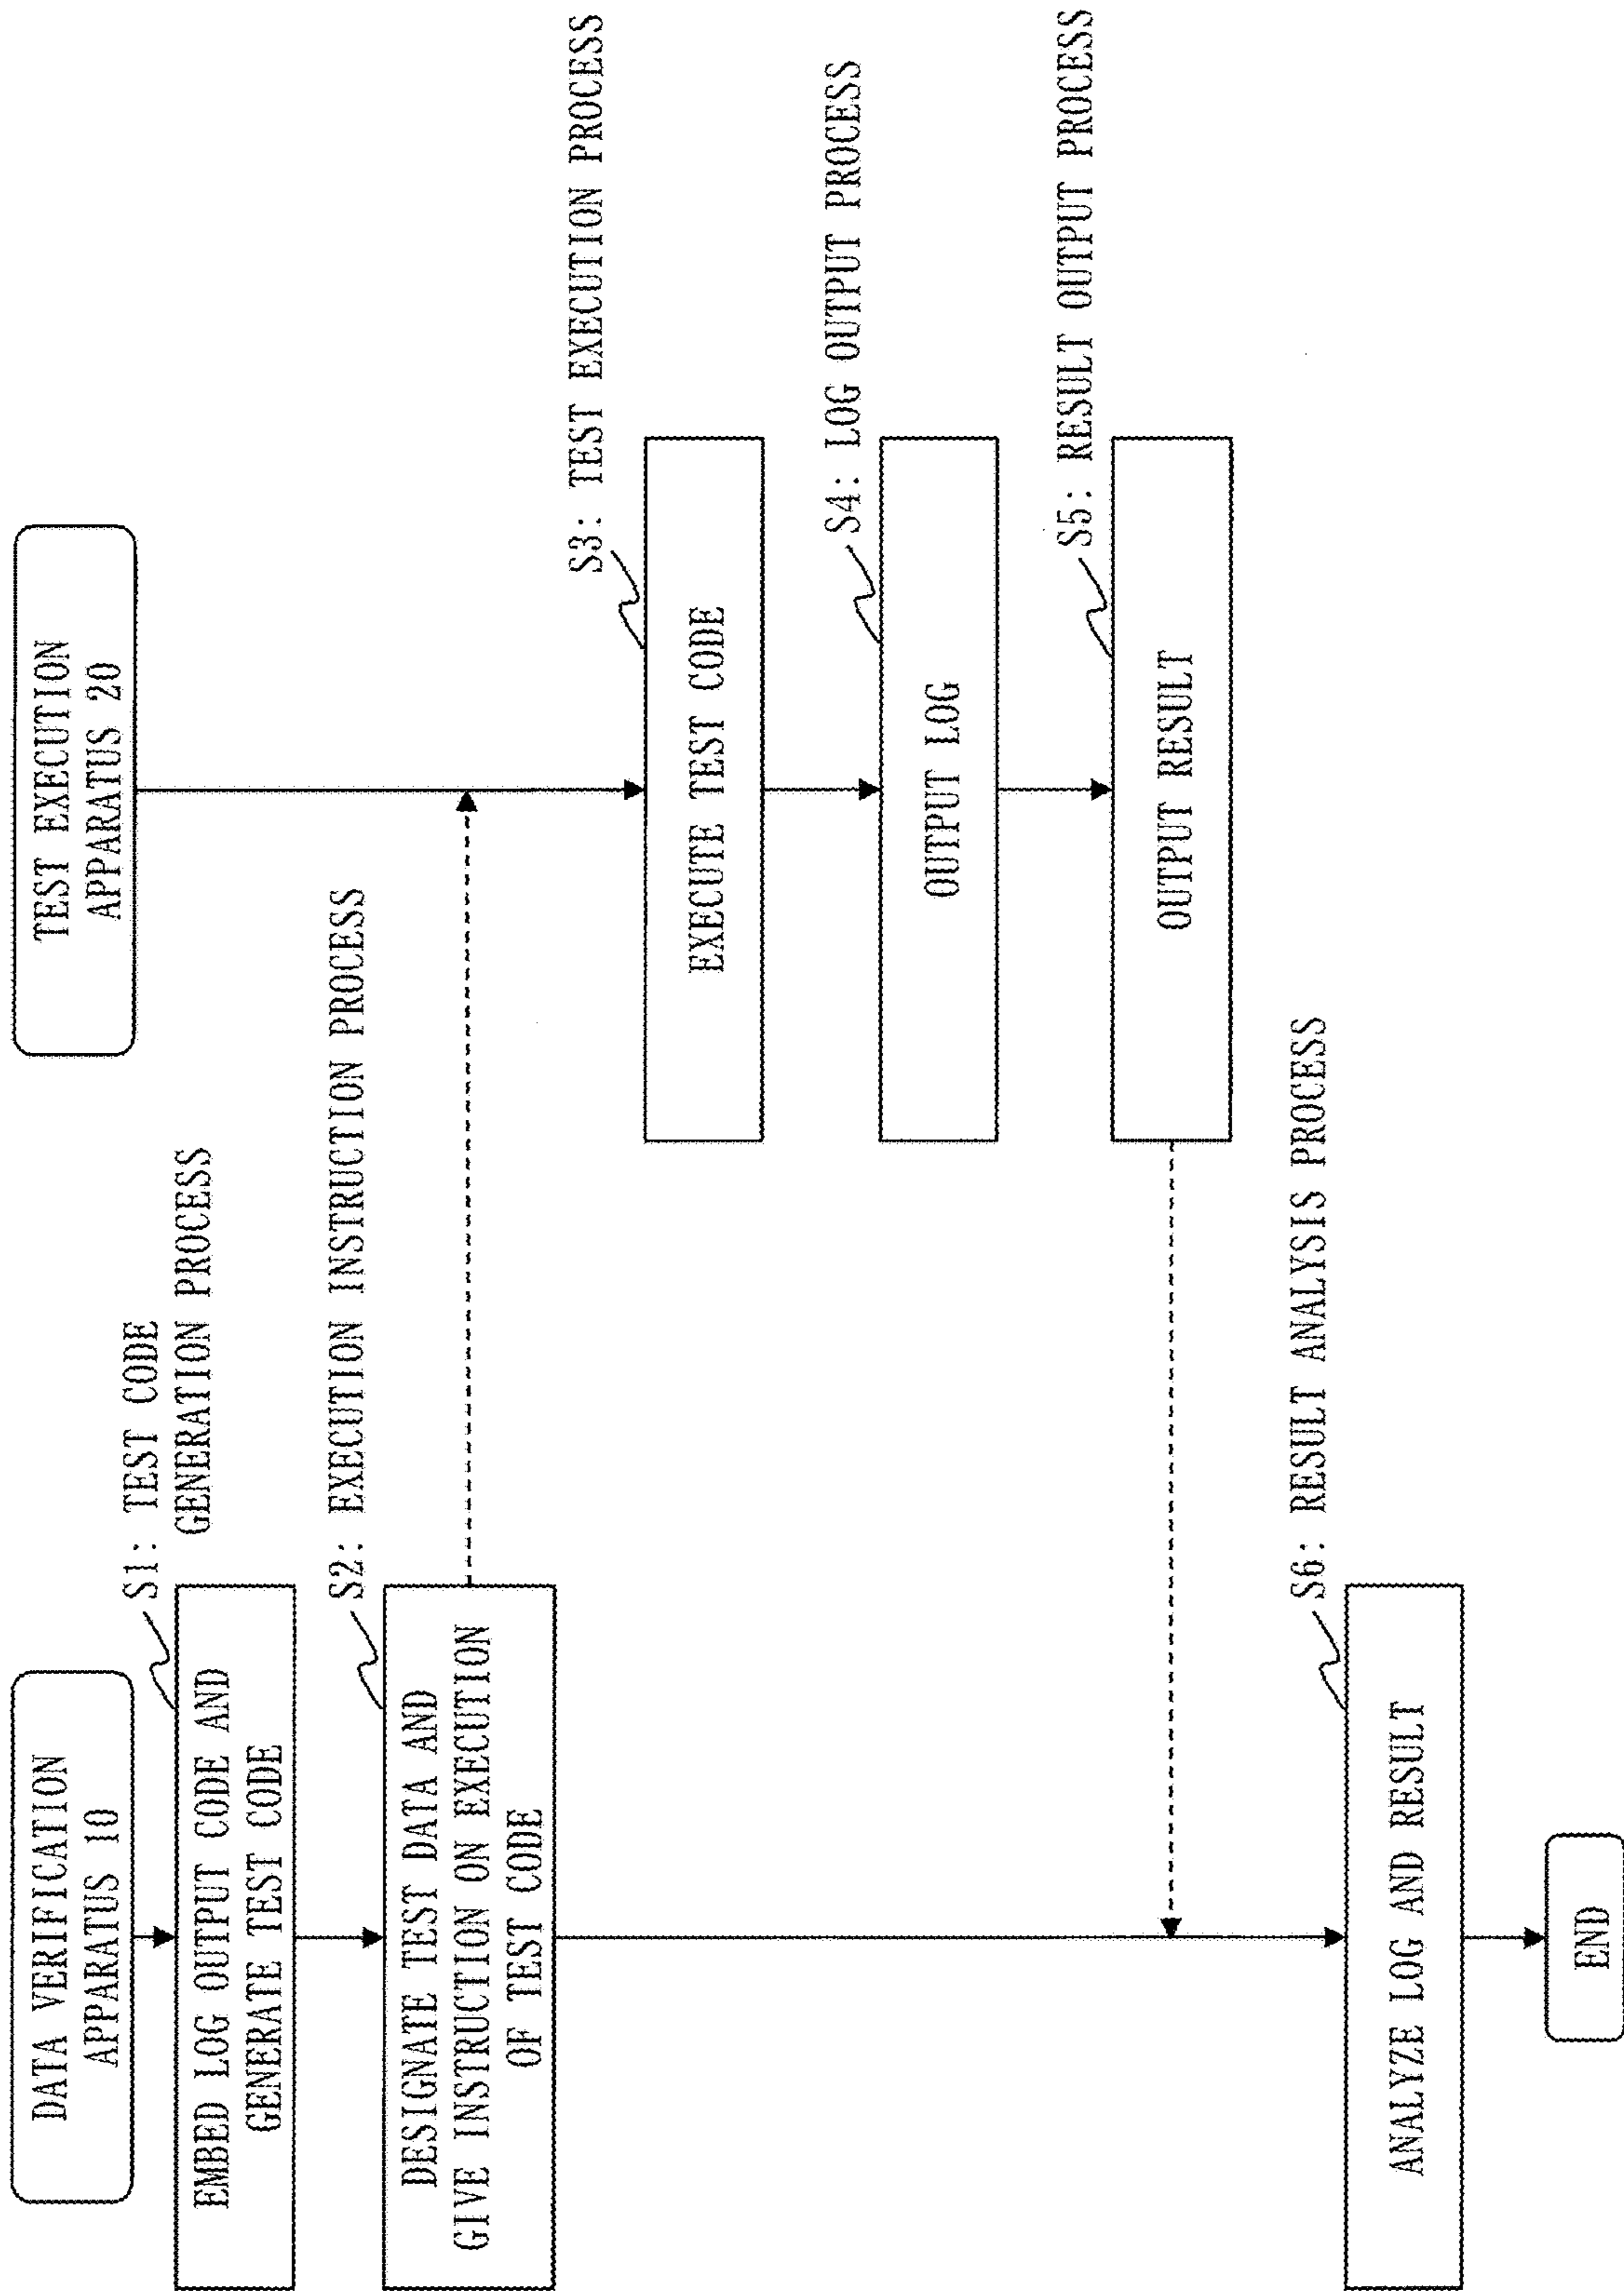 DATA VERIFICATION
APPARATUS 10
S1: TEST CODE
GENERATION PROCESS
EMBED LOG OUTPUT CODE AND
GENERATE TEST CODE
S2: EXECUTION INSTRUCTION PROCESS
DESIGNATE TEST DATA AND
GIVE INSTRUCTION ON EXECUTION
OF TEST CODE
TEST EXECUTION
APPARATUS 20
S3: TEST EXECUTION PROCESS
EXECUTE TEST CODE
S4: LOG OUTPUT PROCESS
OUTPUT LOG
S5: RESULT OUTPUT PROCESS
OUTPUT RESULT
S6: RESULT ANALYSIS PROCESS
ANALYZE LOG AND RESULT
END